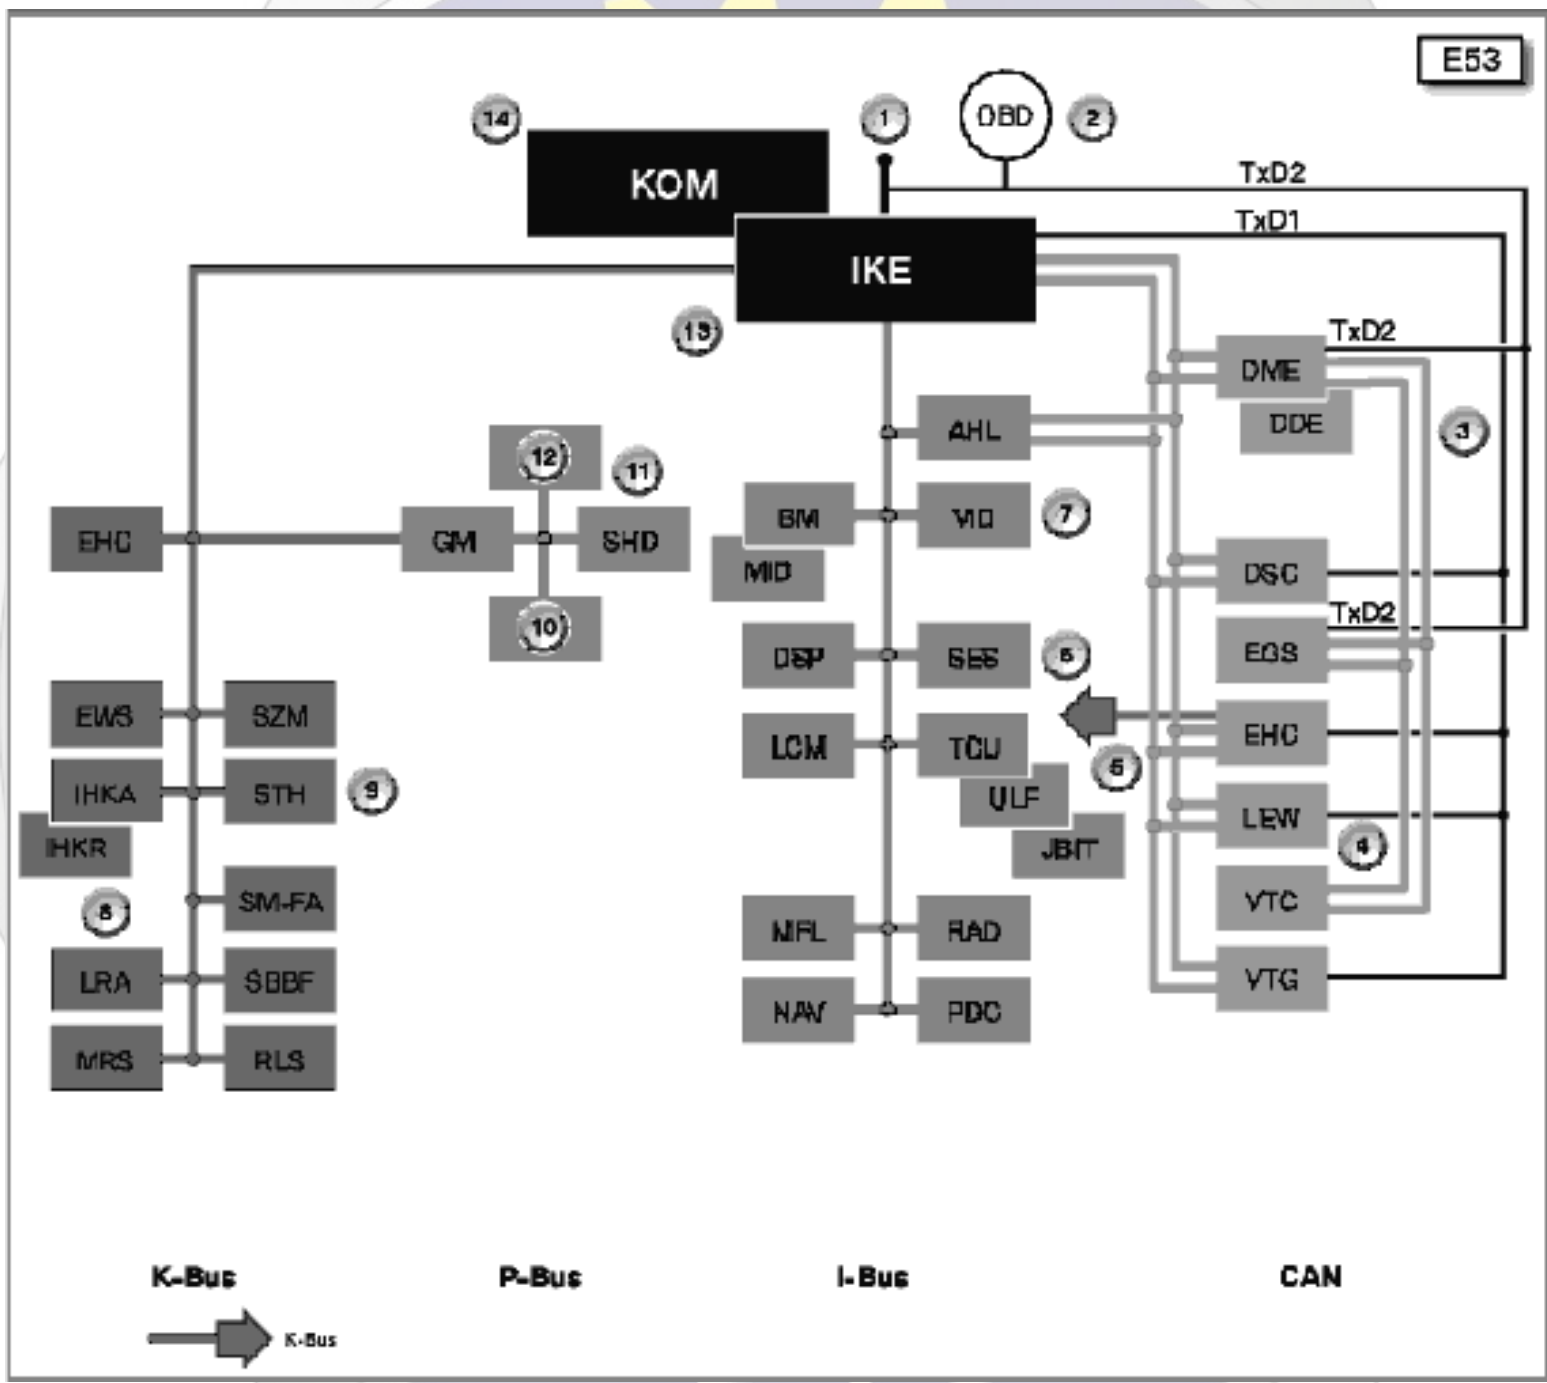 E53
14
1
OBD
2
KOM
TxD2
TxD1
IKE
13
TxD2
DME
DDE
3
AHL
12
11
BM
VID
7
EHC
GM
SHD
MID
DSC
10
TxD2
DSP
SES
6
EGS
EWS
SZM
LCM
TCU
EHC
5
IHKA
STH
9
ULF
LEW
IHKR
JBIT
4
8
SM-FA
VTC
MFL
RAD
LRA
SBBF
VTG
NAV
PDC
MRS
RLS
K-Bus
P-Bus
I-Bus
CAN
K-Bus